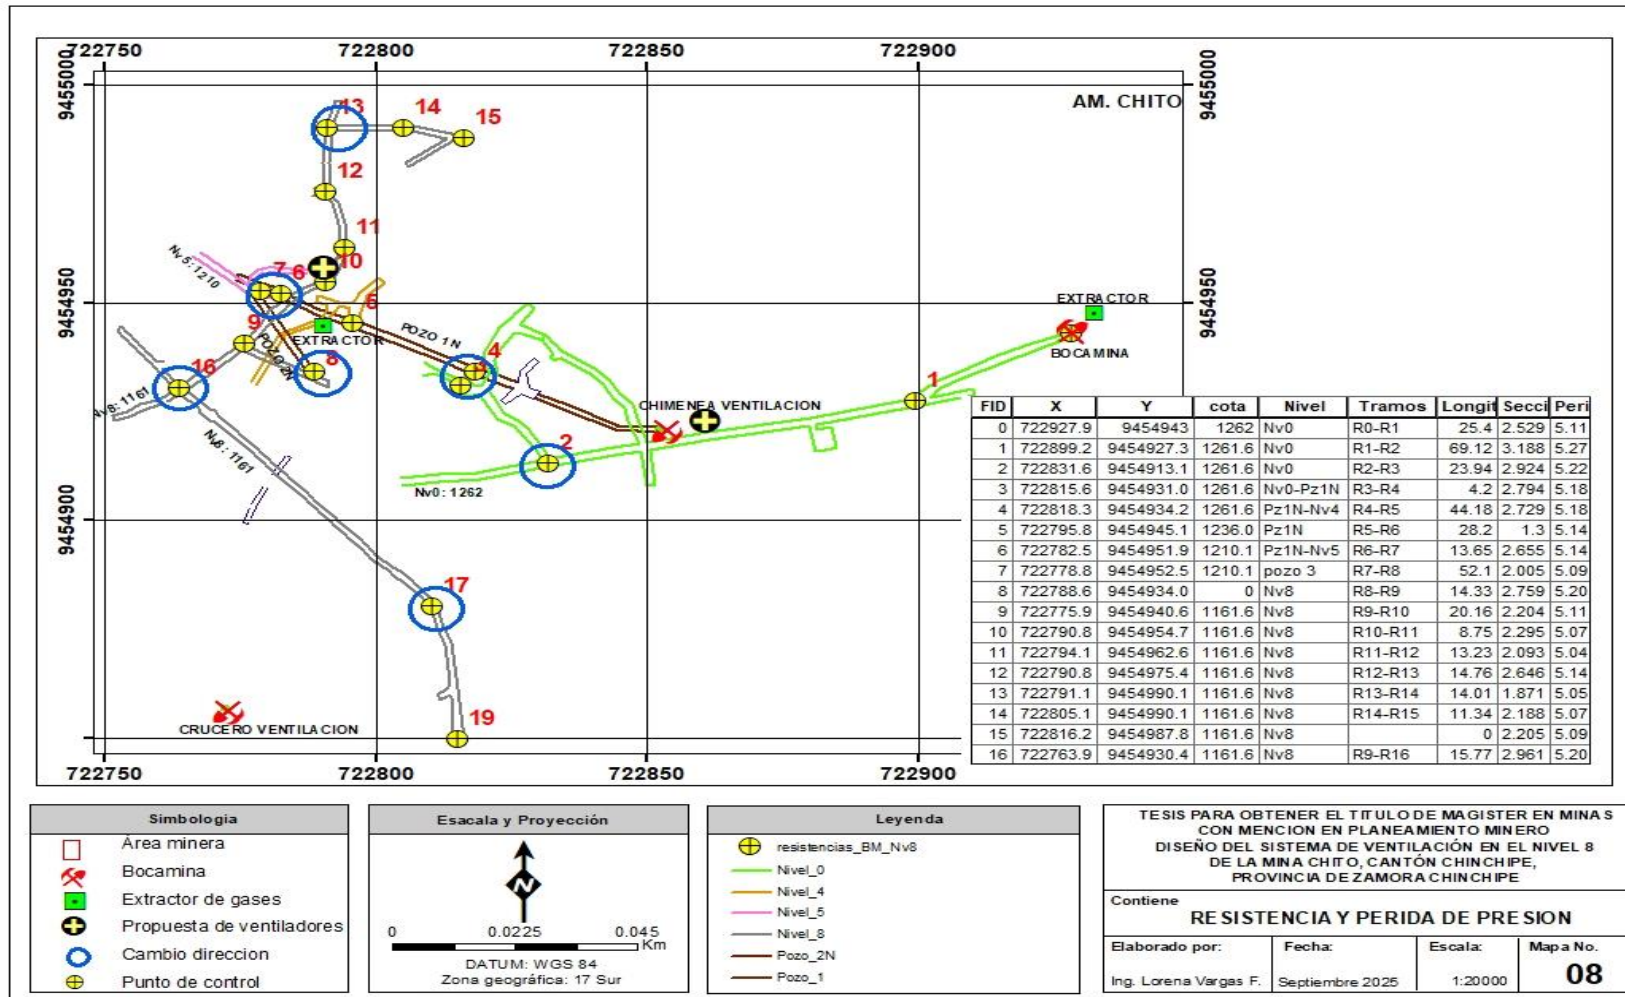 722750 722800 722850 722900
9455000 9455000
AM. CHITO
13 14 15
12
11
Nv5:1210
7 6 10
5
9454950 9454950
EXTRACTOR
BOCAMINA
9
POZO 1N
EXTRACTOR
POZO 2N
8
4
3
16
1
Nv8: 1161
CHIMENEA VENTILACION
Nv8: 1161
2
Nv0: 1262
9454900
17
19
CRUCERO VENTILACION
722750 722800 722850 722900
FID X Y cota Nivel Tramos Longit Secci Peri
0 722927.9 9454943 1262 Nv0 R0-R1 25.4 2.529 5.11
1 722899.2 9454927.3 1261.6 Nv0 R1-R2 69.12 3.188 5.27
2 722831.6 9454913.1 1261.6 Nv0 R2-R3 23.94 2.924 5.22
3 722815.6 9454931.0 1261.6 Nv0-Pz1N R3-R4 4.2 2.794 5.18
4 722818.3 9454934.2 1261.6 Pz1N-Nv4 R4-R5 44.18 2.729 5.18
5 722795.8 9454945.1 1236.0 Pz1N R5-R6 28.2 1.3 5.14
6 722782.5 9454951.9 1210.1 Pz1N-Nv5 R6-R7 13.65 2.655 5.14
7 722778.8 9454952.5 1210.1 pozo 3 R7-R8 52.1 2.005 5.09
8 722788.6 9454934.0 0 Nv8 R8-R9 14.33 2.759 5.20
9 722775.9 9454940.6 1161.6 Nv8 R9-R10 20.16 2.204 5.11
10 722790.8 9454954.7 1161.6 Nv8 R10-R11 8.75 2.295 5.07
11 722794.1 9454962.6 1161.6 Nv8 R11-R12 13.23 2.093 5.04
12 722790.8 9454975.4 1161.6 Nv8 R12-R13 14.76 2.646 5.14
13 722791.1 9454990.1 1161.6 Nv8 R13-R14 14.01 1.871 5.05
14 722805.1 9454990.1 1161.6 Nv8 R14-R15 11.34 2.188 5.07
15 722816.2 9454987.8 1161.6 Nv8 0 2.205 5.09
16 722763.9 9454930.4 1161.6 Nv8 R9-R16 15.77 2.961 5.20
Simbologia
Área minera
Bocamina
Extractor de gases
Propuesta de ventiladores
Cambio direccion
Punto de control
Esacala y Proyección
N
0 0.0225 0.045
Km
DATUM: WGS 84
Zona geográfica: 17 Sur
Leyenda
resistencias_BM_Nv8
Nivel_0
Nivel_4
Nivel_5
Nivel_8
Pozo_2N
Pozo_1
TESIS PARA OBTENER EL TITULO DE MAGISTER EN MINAS
CON MENCION EN PLANEAMIENTO MINERO
DISEÑO DEL SISTEMA DE VENTILACIÓN EN EL NIVEL 8
DE LA MINA CHITO, CANTÓN CHINCHIPE,
PROVINCIA DE ZAMORA CHINCHIPE
Contiene
RESISTENCIA Y PERIDA DE PRESION
Elaborado por: Fecha: Escala: Mapa No.
Ing. Lorena Vargas F. Septiembre 2025 1:20000 08